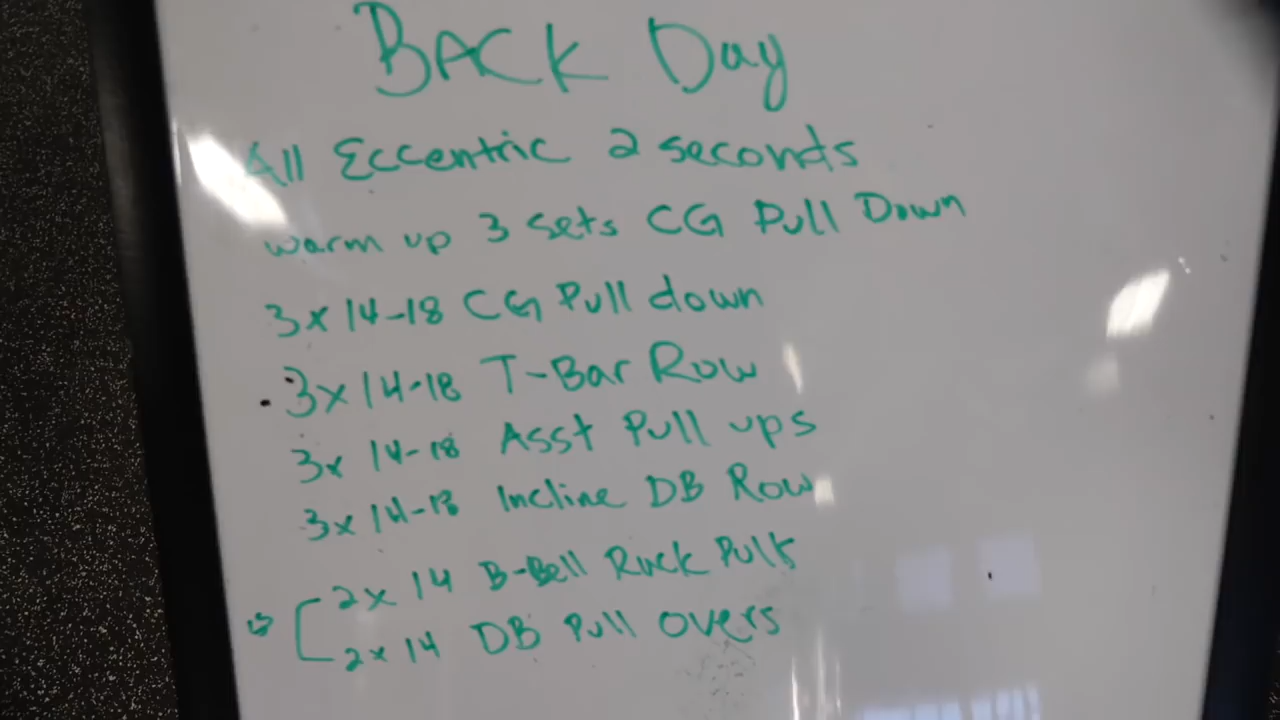 BACK Day
All Eccentric 2 seconds
warm up 3 sets CG Pull Down
3x 14-18 CG Pull down
3x 14-18 T-Bar Row
3x 14-18 Asst Pull ups
3x 14-18 Incline DB Row
2x 14 B-Bell Rack Pulls
2x 14 DB Pull overs